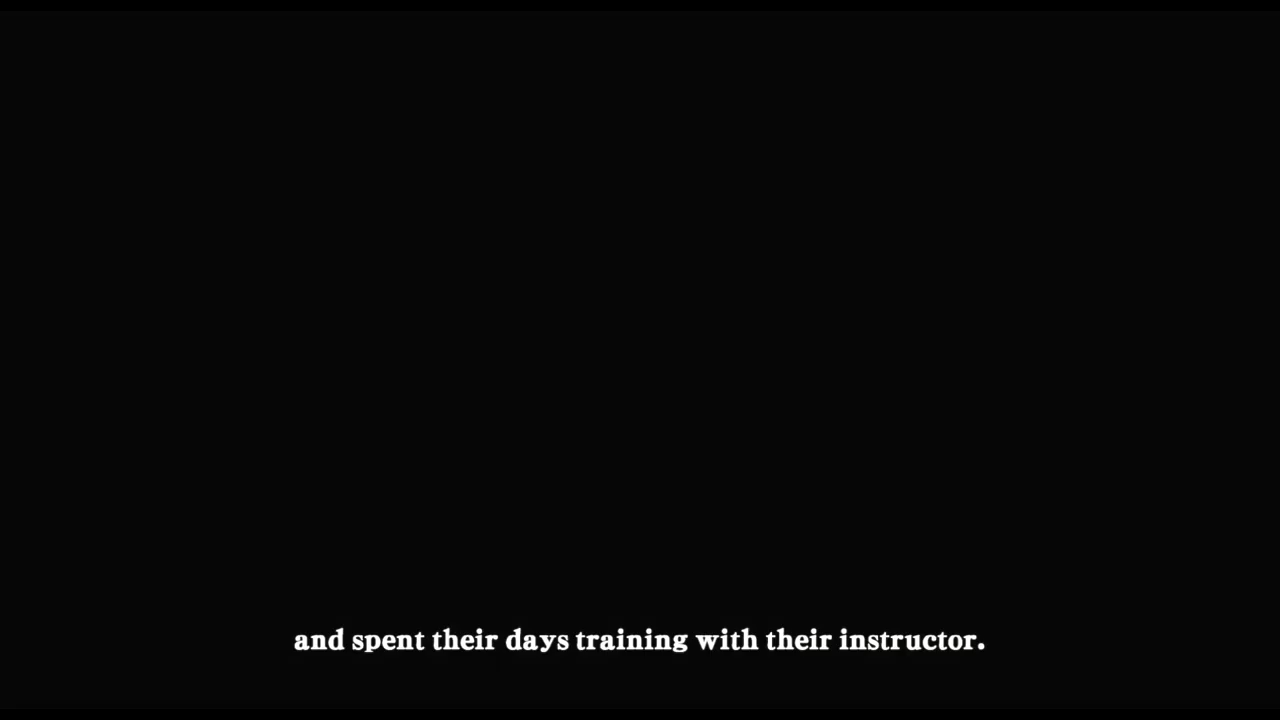 and spent their days training with their instructor.